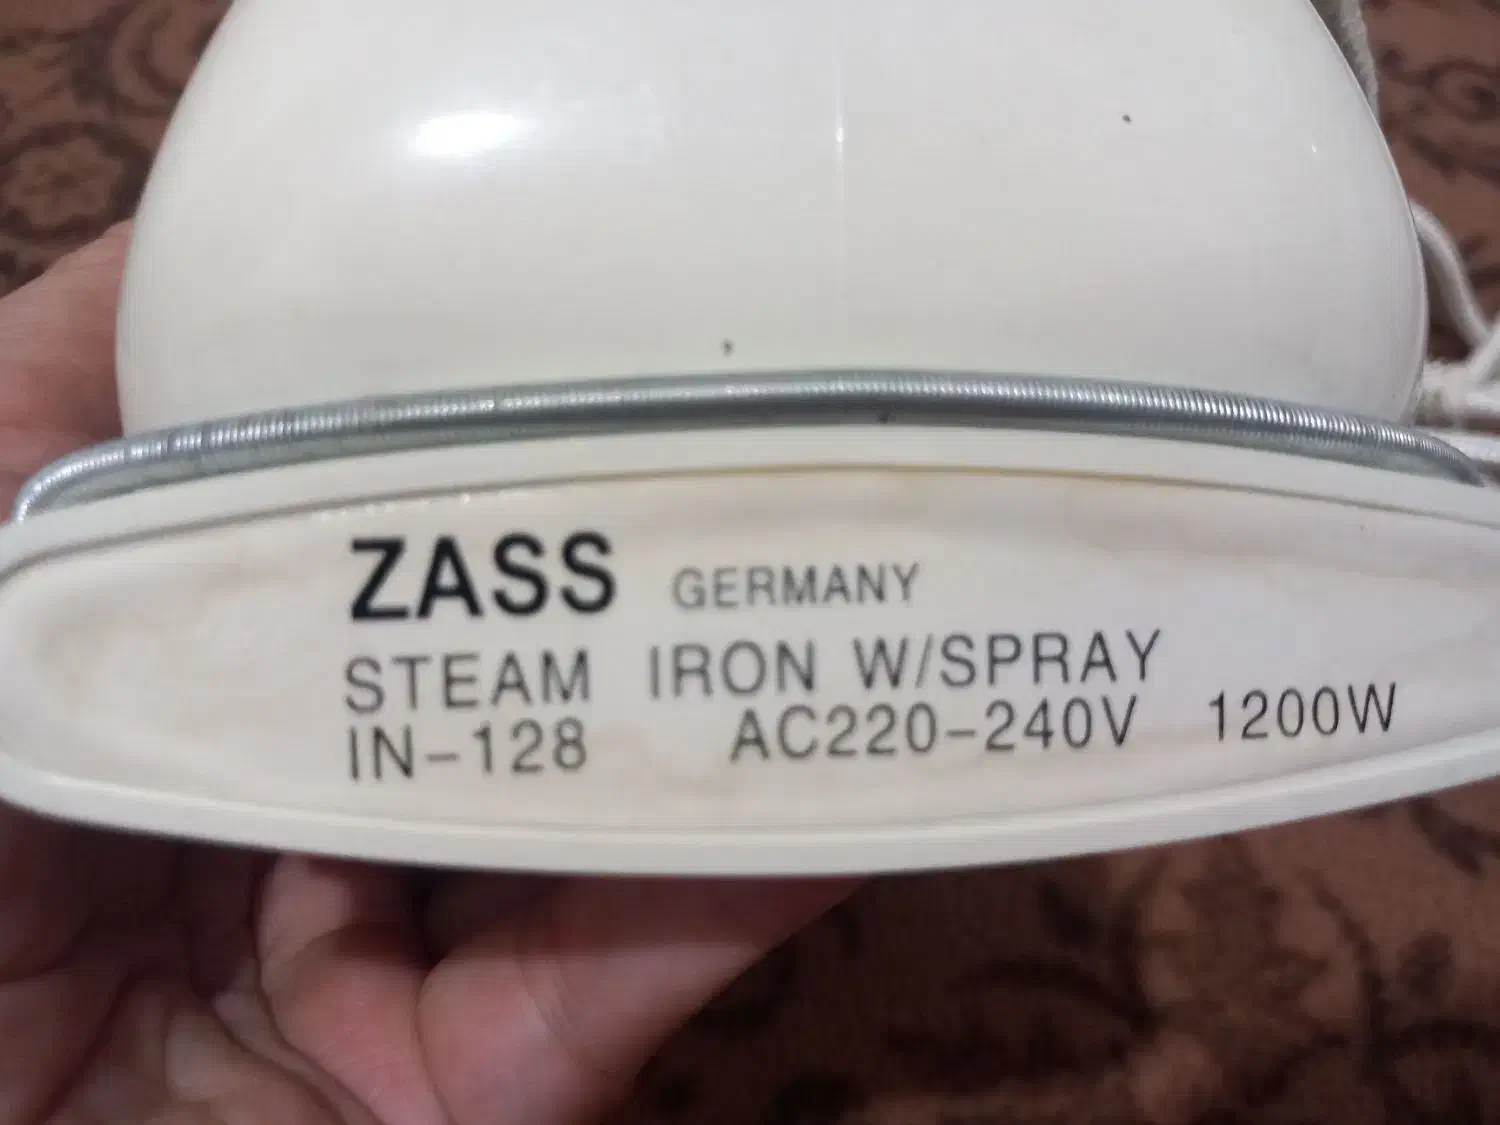 ZASS GERMANY
STEAM IRON W/SPRAY
IN-128 AC220-240V 1200W